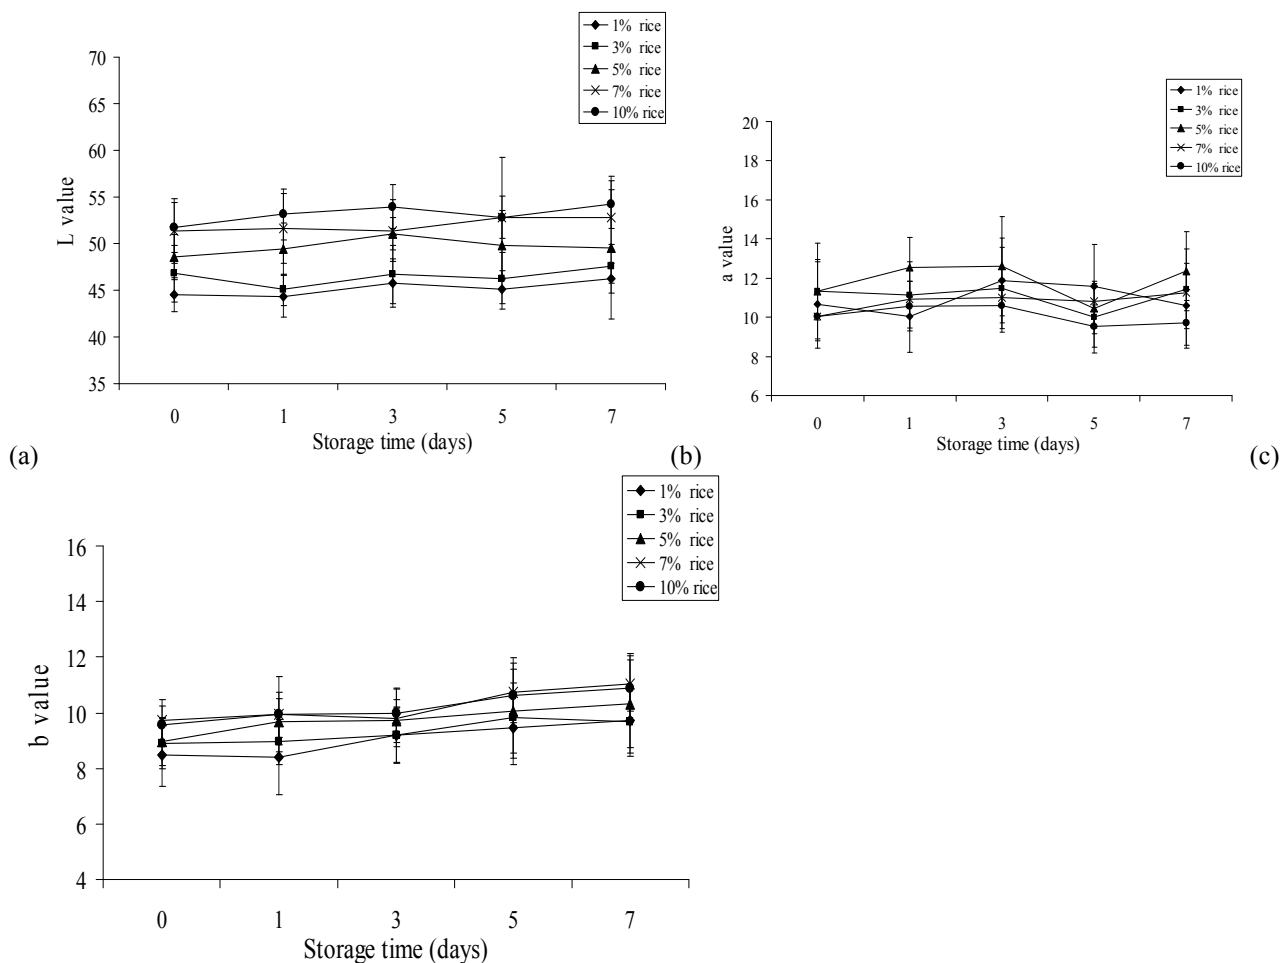 1% rice
3% rice
5% rice
7% rice
10% rice
70
65
60
55
50
45
40
35
L value
0 1 3 5 7
Storage time (days)
(a)
1% rice
3% rice
5% rice
7% rice
10% rice
20
18
16
14
12
10
8
6
a value
0 1 3 5 7
Storage time (days)
(b)
(c)
1% rice
3% rice
5% rice
7% rice
10% rice
16
14
12
10
8
6
4
b value
0 1 3 5 7
Storage time (days)